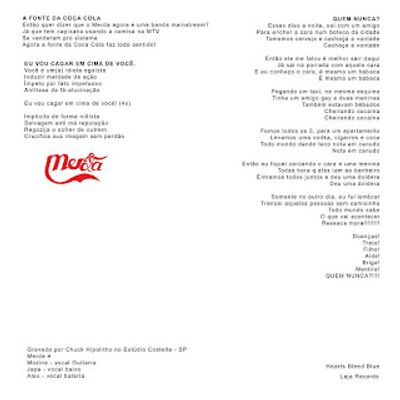 A FONTE DA COCA COLA
Então quer dizer que o Merda agora é uma banda mainstream?
Já que tem capixaba usando a camisa na MTV
Se venderam pro sistema
Agora a fonte da Coca Cola faz todo sentido!
EU VOU CAGAR EM CIMA DE VOCÊ.
Você é um(a) idiota egoísta
Induzir maldade de ação
Ímpeto por fato impetuoso
Antítese da fé-alucinação
Eu vou cagar em cima de você! (4x)
Implícito de forma niilista
Selvagem anti má reputação
Regozija o sofrer de outrem
Crucifica sua imagem sem perdão
Merda
Gravado por Chuck Hipolitho no Estúdio Costella - SP
Merda é
Mozine - vocal Guitarra
Japa - vocal baixo
Alex - vocal bateria
QUEM NUNCA?
Esses dias a noite, saí com um amigo
Para encher a cara num boteco da cidade
Tomamos cerveja e cachaça a vontade
Cachaça a vontade
Então ele me falou é melhor sair daqui
Já saí na porrada com aquele cara
E eu conheço o cara, é mesmo um babaca
É mesmo um babaca
Pegando um taxi, na mesma esquina
Tinha um amigo gay e duas meninas
Também estavam bêbados
Cheirando cocaína
Cheirando cocaína
Fomos todos os 5, para um apartamento
Levamos uma vodka, cigarros e coca
Todo mundo dando teco nota em canudo
Nota em canudo
Então eu fiquei cercando o cara e a menina
Todas hora q eles iam ao banheiro
Entramos todos juntos e deu uma doidera
Deu uma doidera
Somente no outro dia, eu fui lembrar
Transei aquelas pessoas sem camisinha
Todo mundo sabe
O que vai acontecer
Ressaca moral!!!!!!!
Doenças!
Treta!
Filho!
Aids!
Briga!
Mentira!
QUEM NUNCA?!!!
Hearts Bleed Blue
Laja Records